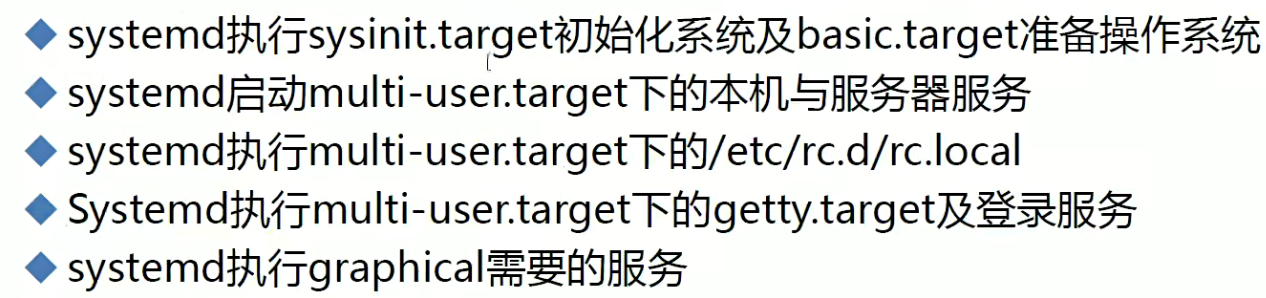 systemd执行sysinit.target初始化系统及basic.target准备操作系统
systemd启动multi-user.target下的本机与服务器服务
systemd执行multi-user.target下的/etc/rc.d/rc.local
Systemd执行multi-user.target下的getty.target及登录服务
systemd执行graphical需要的服务